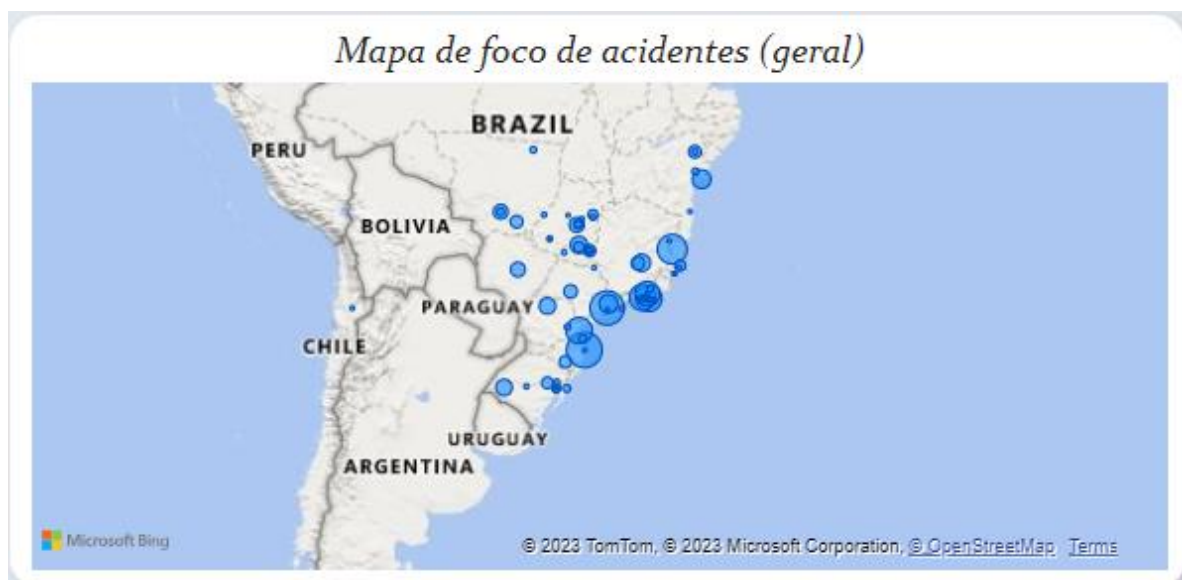 Mapa de foco de acidentes (geral)
BRAZIL
PERU
BOLIVIA
PARAGUAY
CHILE
URUGUAY
ARGENTINA
Microsoft Bing
© 2023 TomTom, © 2023 Microsoft Corporation, © OpenStreetMap Terms